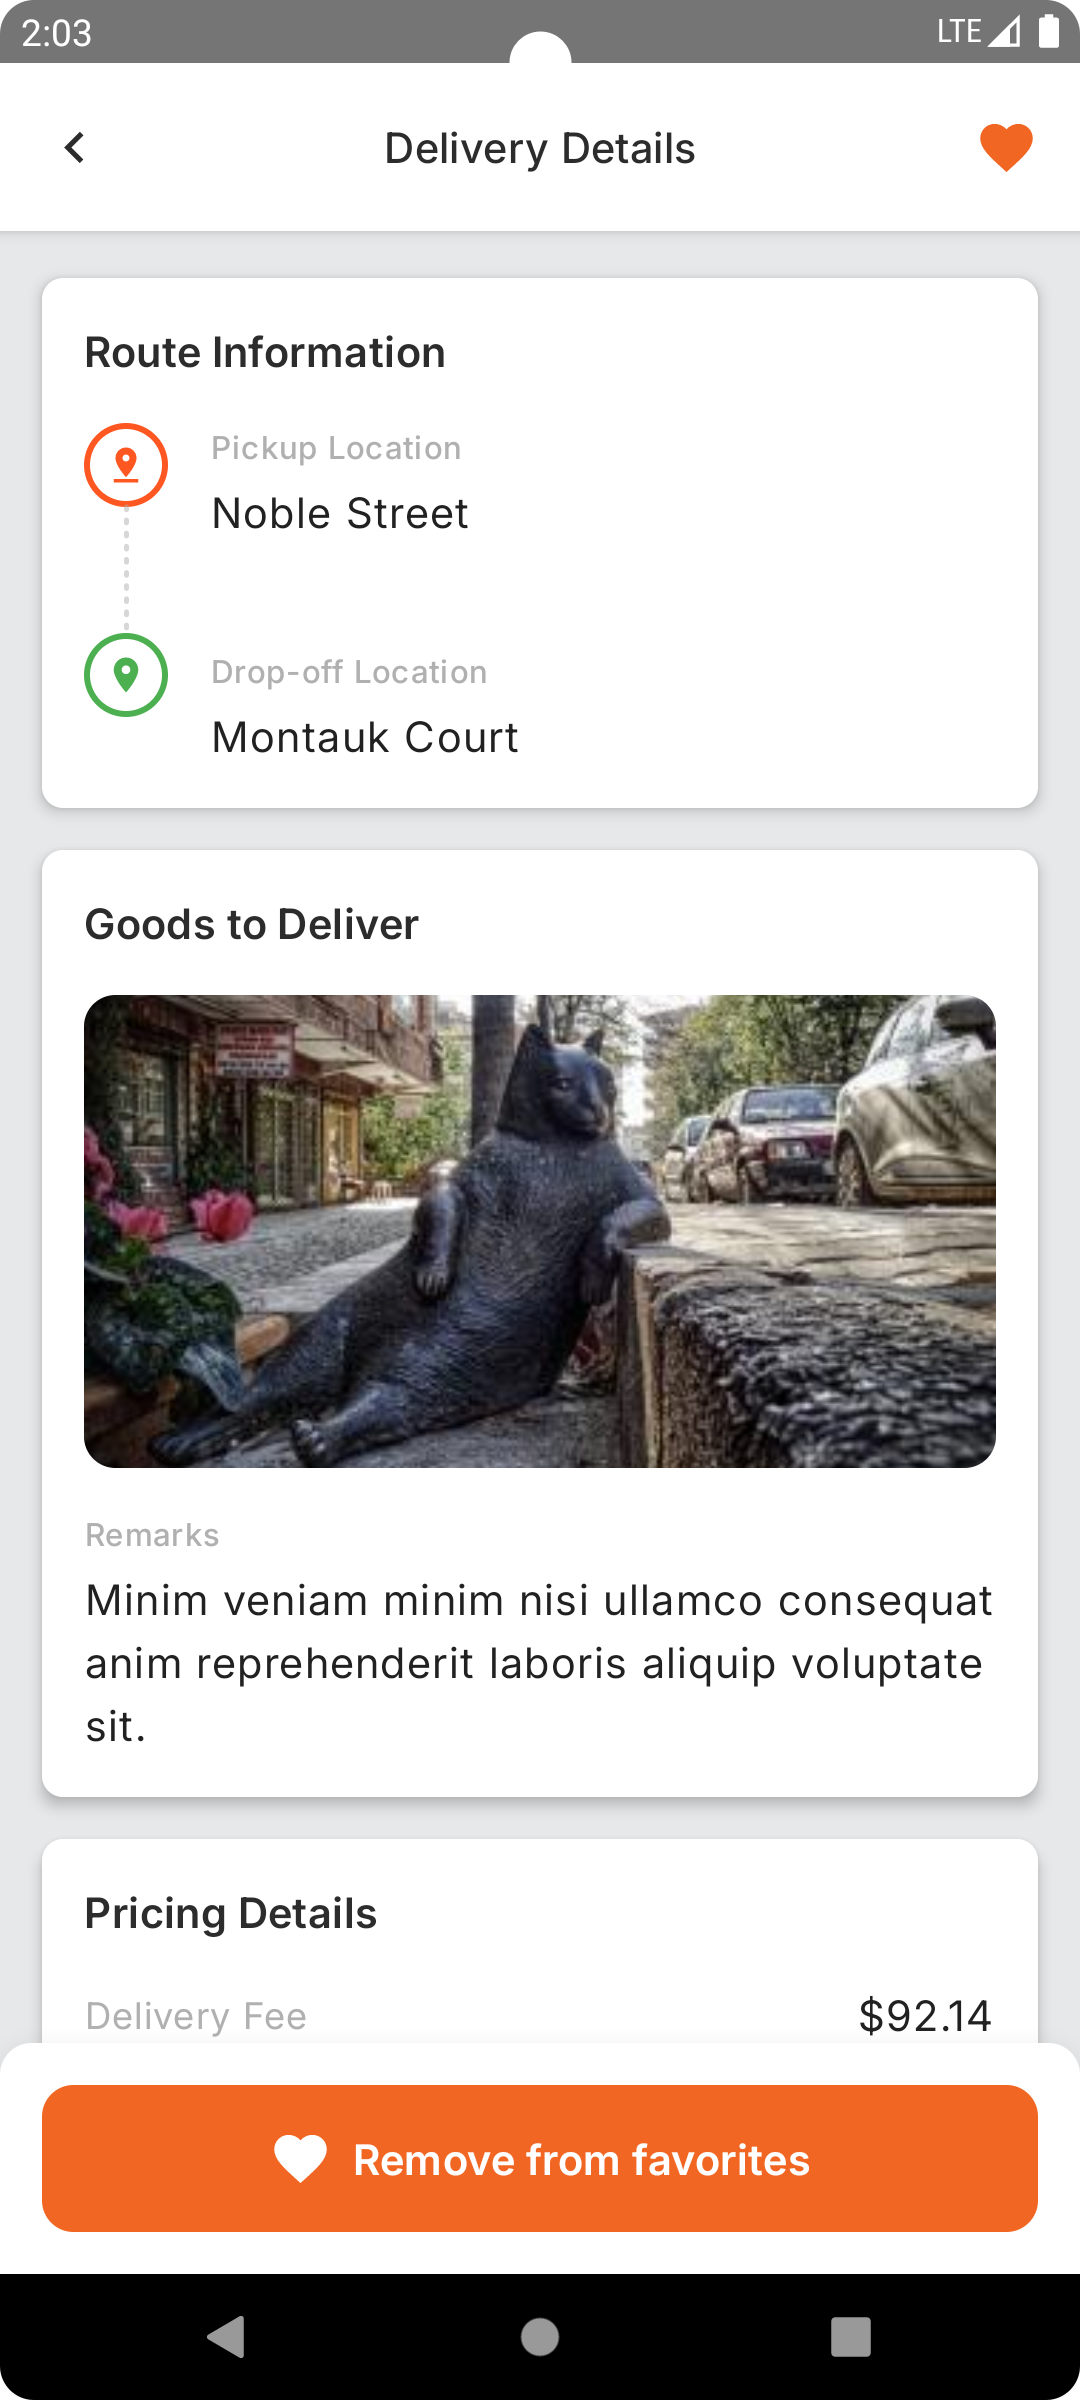 2:03
LTE
Delivery Details
Route Information
Pickup Location
Noble Street
Drop-off Location
Montauk Court
Goods to Deliver
Remarks
Minim veniam minim nisi ullamco consequat
anim reprehenderit laboris aliquip voluptate
sit.
Pricing Details
Delivery Fee
$92.14
Remove from favorites